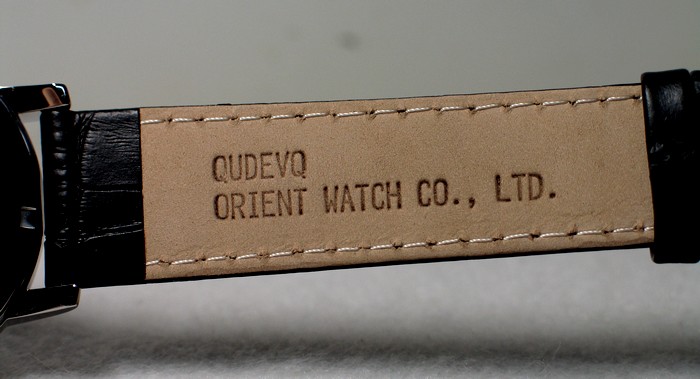 QUDEVQ
ORIENT WATCH CO., LTD.